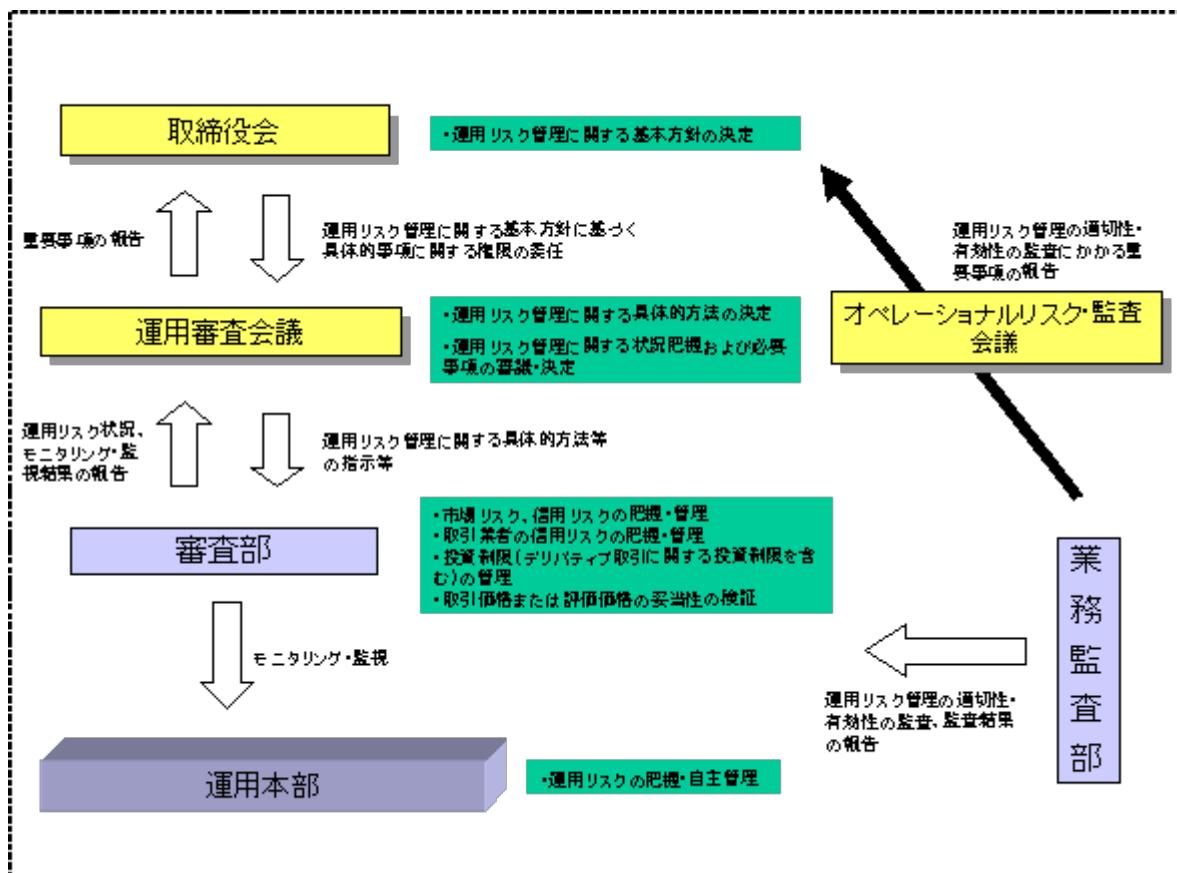 取締役会
・運用リスク管理に関する基本方針の決定
重要事項の報告
運用リスク管理に関する基本方針に基づく
具体的事項に関する権限の委任
運用リスク管理の適切性・
有効性の監査にかかる重
要事項の報告
運用審査会議
・運用リスク管理に関する具体的方法の決定
・運用リスク管理に関する状況把握および必要
事項の審議・決定
オペレーショナルリスク・監査
会議
運用リスク状況、
モニタリング・監
視結果の報告
運用リスク管理に関する具体的方法等
の指示等
審査部
・市場リスク、信用リスクの把握・管理
・取引業者の信用リスクの把握・管理
・投資制限(デリバティブ取引に関する投資制限を含
む)の管理
・取引価格または評価価格の妥当性の検証
業務監査部
モニタリング・監視
運用リスク管理の適切性・
有効性の監査、監査結果
の報告
運用本部
・運用リスクの把握・自主管理